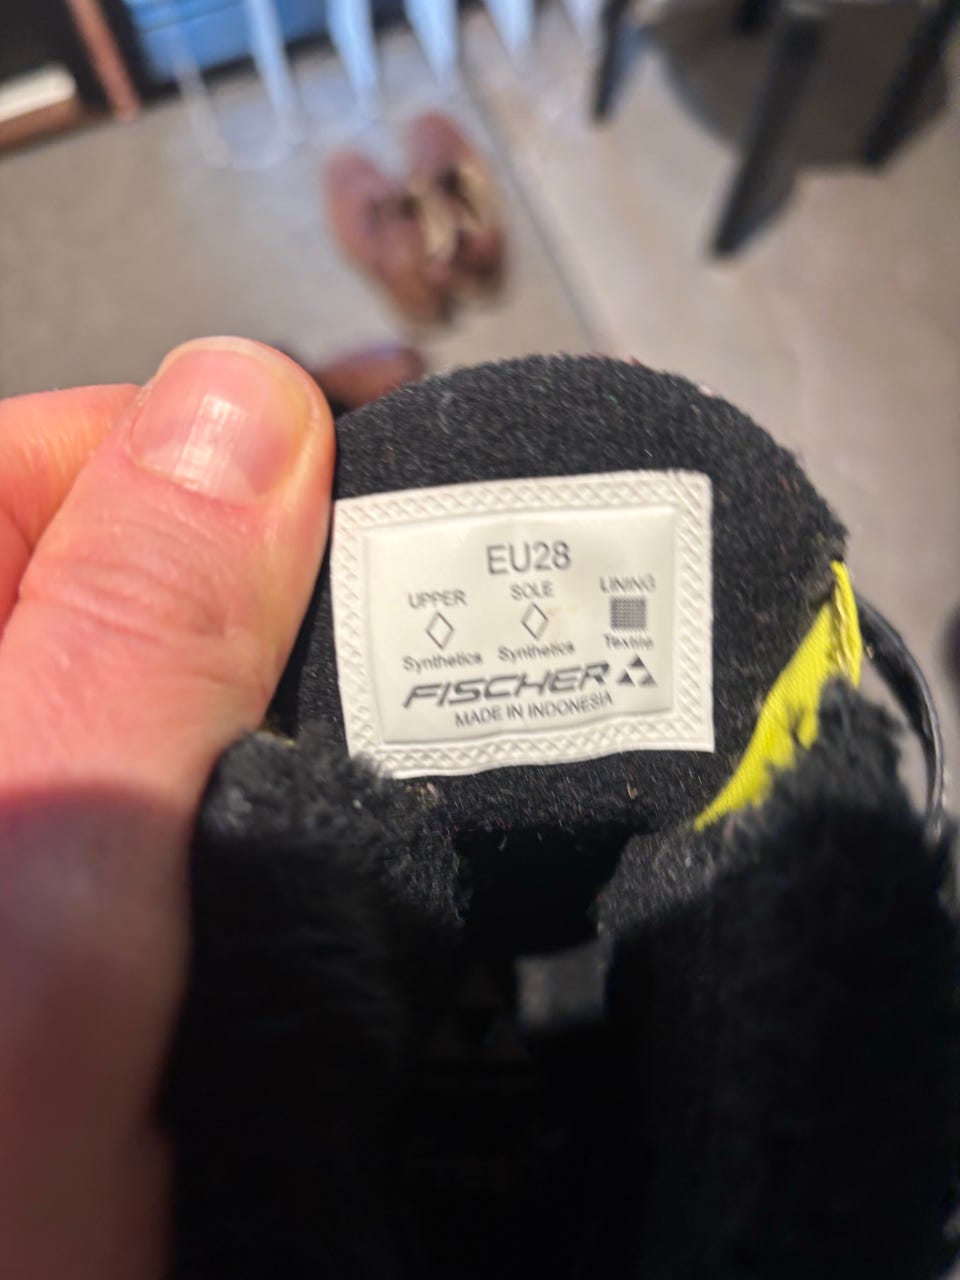 EU28
UPPER SOLE LINING
Synthetics Synthetics Textile
FISCHER
MADE IN INDONESIA